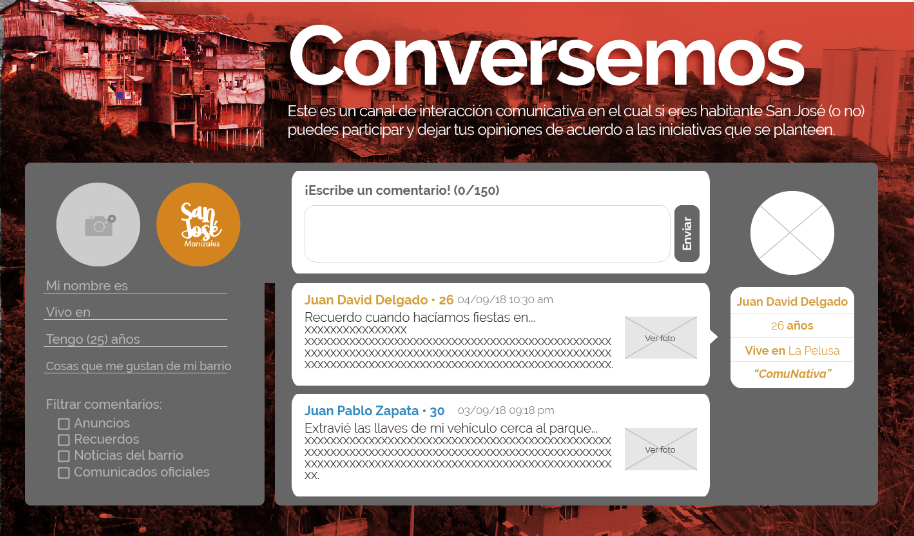 Conversemos
Este es un canal de interacción comunicativa en el cual si eres habitante San José (o no)
puedes participar y dejar tus opiniones de acuerdo a las iniciativas que se planteen.
San
José
Manizales
Mi nombre es
Vivo en
Tengo (25) años
Cosas que me gustan de mi barrio
Filtrar comentarios:
Anuncios
Recuerdos
Noticias del barrio
Comunicados oficiales
¡Escribe un comentario! (0/150)
Enviar
Juan David Delgado • 26 04/09/18 10:30 am
Recuerdo cuando hacíamos fiestas en...
XXXXXXXXXXXXXXXX
XXXXXXXXXXXXXXXXXXXXXXXXXXXXXXXXXXXXXXXXXXXXXXXX
XXXXXXXXXXXXXXXXXXXXXXXXXXXXXXXXXXXXXXXXXXXXXXXX
XXXXXXXXXXXXXXXXXXXXXXXXXXXXXXXXXXXXXXXXXXXXXXXX.
Ver foto
Juan Pablo Zapata • 30 03/09/18 09:18 pm
Extravié las llaves de mi vehículo cerca al parque...
XXXXXXXXXXXXXXXXXXXXXXXXXXXXXXXXXXXXXXXXXXXXXXXX
XXXXXXXXXXXXXXXXXXXXXXXXXXXXXXXXXXXXXXXXXXXXXXXX
XXXXXXXXXXXXXXXXXXXXXXXXXXXXXXXXXXXXXXXXXXXXXXXX
XX.
Ver foto
Juan David Delgado
26 años
Vive en La Pelusa
“ComuNativa”